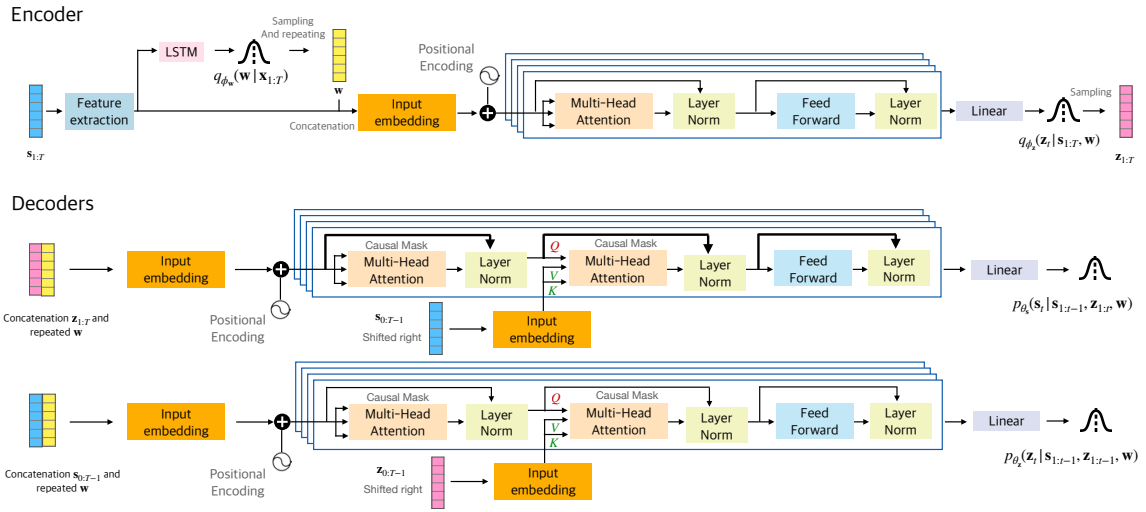 Encoder
Sampling
And repeating
LSTM
q_{ϕ_w}(w | x_{1:T})
w
Positional
Encoding
Feature
extraction
s_{1:T}
Concatenation
Input
embedding
Multi-Head
Attention
Layer
Norm
Feed
Forward
Layer
Norm
Linear
Sampling
q_{ϕ_z}(z_t | s_{1:T}, w)
z_{1:T}
Decoders
Concatenation z_{1:T} and
repeated w
Input
embedding
Positional
Encoding
Causal Mask
Multi-Head
Attention
Layer
Norm
Q
V
K
Causal Mask
Multi-Head
Attention
Layer
Norm
Feed
Forward
Layer
Norm
Linear
p_{θ_s}(s_t | s_{1:t−1}, z_{1:t}, w)
s_{0:T−1}
Shifted right
Input
embedding
Concatenation s_{0:T−1} and
repeated w
Input
embedding
Positional
Encoding
Causal Mask
Multi-Head
Attention
Layer
Norm
Q
V
K
Causal Mask
Multi-Head
Attention
Layer
Norm
Feed
Forward
Layer
Norm
Linear
p_{θ_z}(z_t | s_{1:t−1}, z_{1:t−1}, w)
z_{0:T−1}
Shifted right
Input
embedding